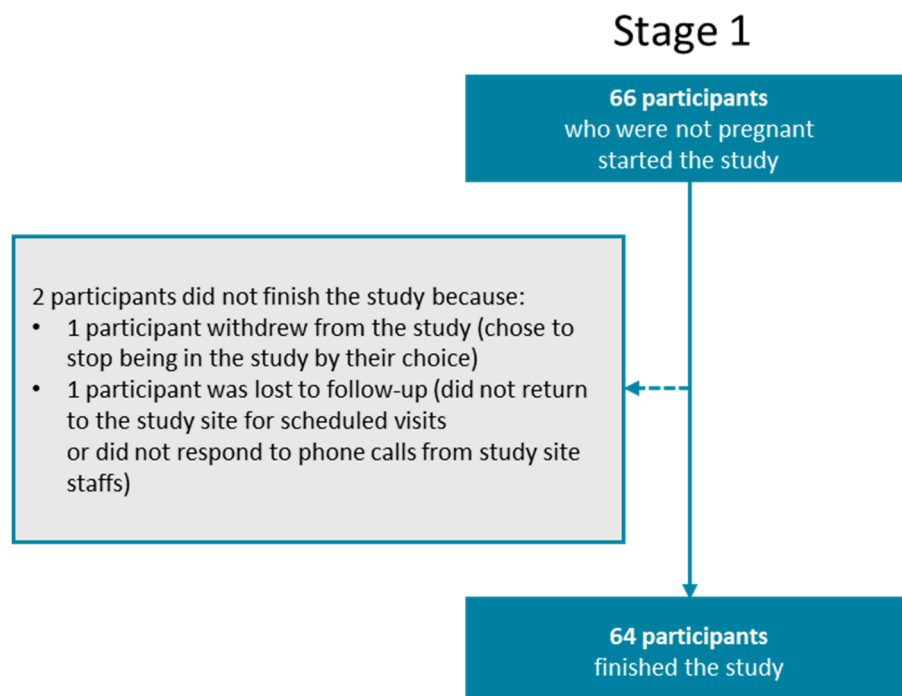 Stage 1
66 participants
who were not pregnant
started the study
2 participants did not finish the study because:
• 1 participant withdrew from the study (chose to
stop being in the study by their choice)
• 1 participant was lost to follow-up (did not return
to the study site for scheduled visits
or did not respond to phone calls from study site
staffs)
64 participants
finished the study